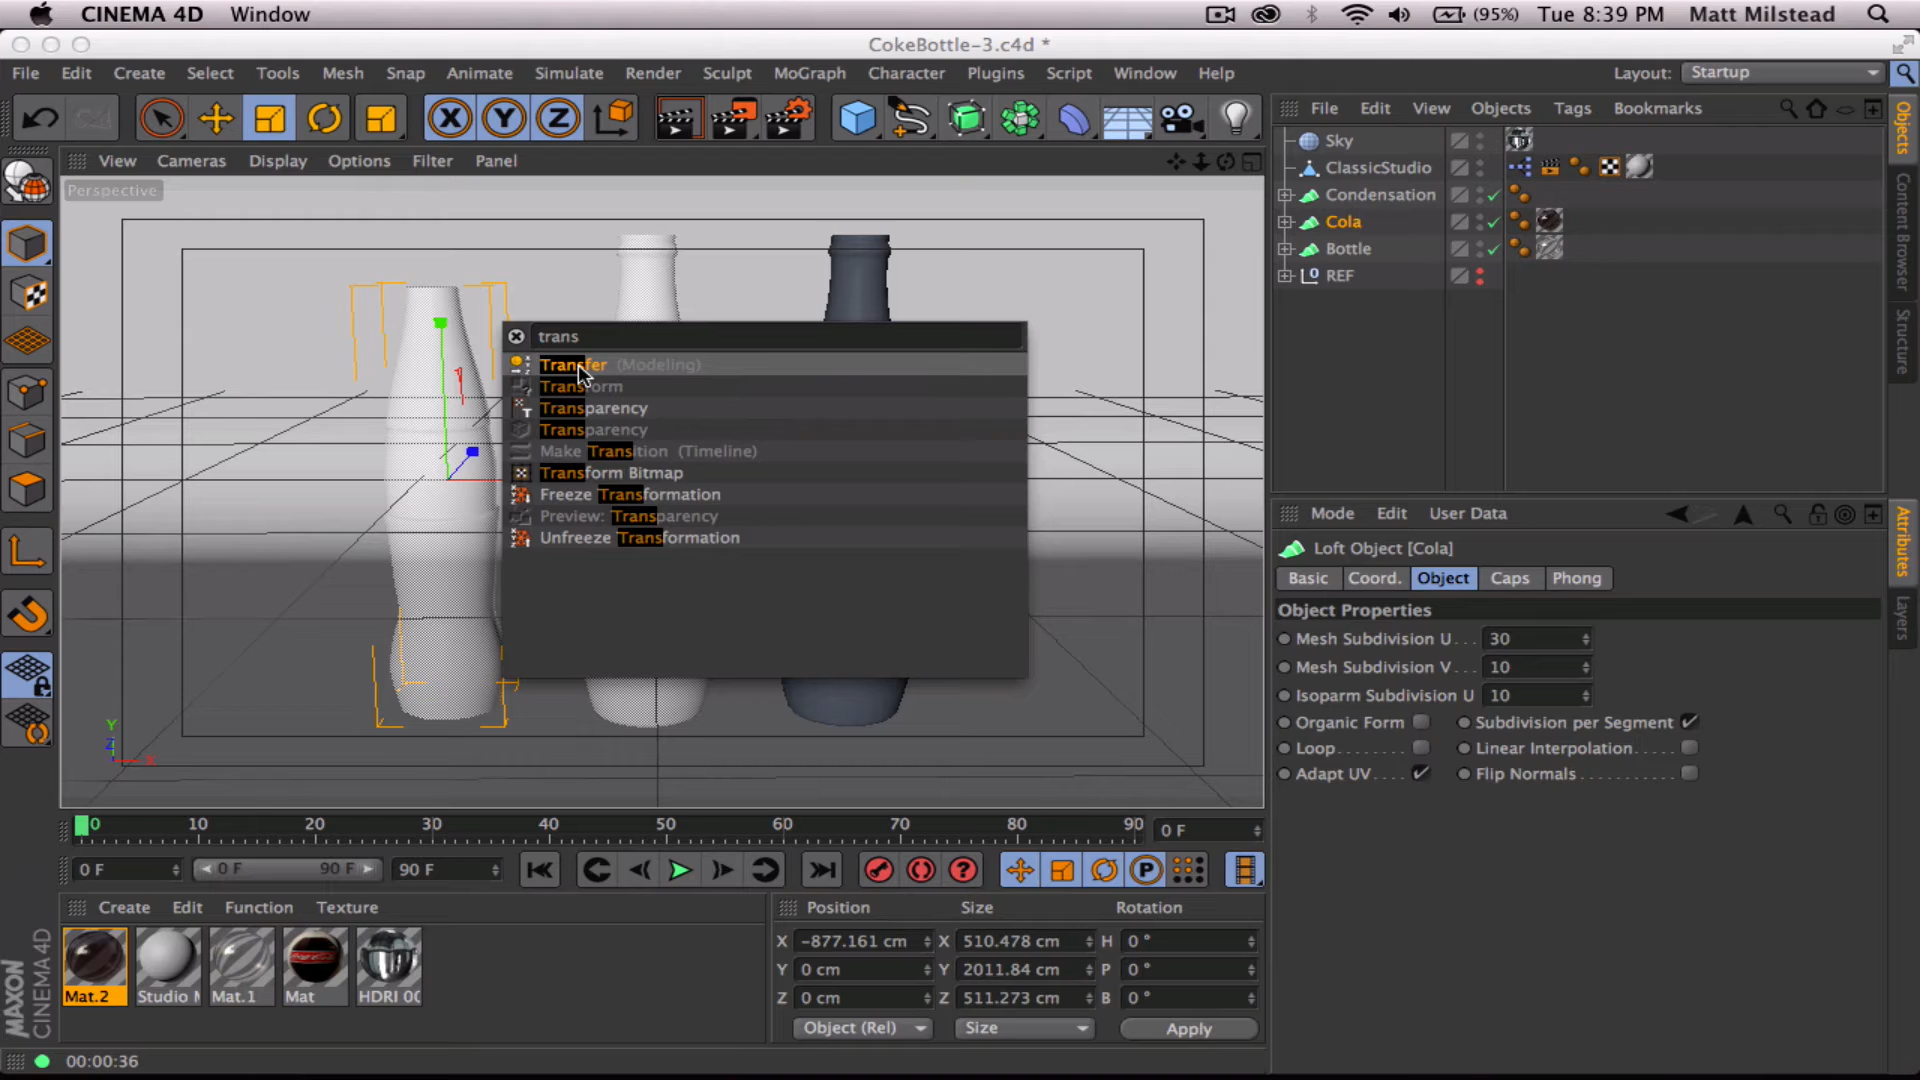 CINEMA 4D Window (95%) Tue 8:39 PM Matt Milstead
CokeBottle-3.c4d *
File Edit Create Select Tools Mesh Snap Animate Simulate Render Sculpt MoGraph Character Plugins Script Window Help Layout: Startup
X Y Z
File Edit View Objects Tags Bookmarks
View Cameras Display Options Filter Panel
Perspective
Sky
ClassicStudio
Condensation
Cola
Bottle
REF
Objects
Content Browser
Structure
trans
Transfer (Modeling)
Transform
Transparency
Transparency
Make Transition (Timeline)
Transform Bitmap
Freeze Transformation
Preview: Transparency
Unfreeze Transformation
Y
Z
X
Mode Edit User Data
Loft Object [Cola]
Basic Coord. Object Caps Phong
Object Properties
Mesh Subdivision U . . . 30
Mesh Subdivision V . . . 10
Isoparm Subdivision U 10
Organic Form Subdivision per Segment
Loop . . . . . . . . Linear Interpolation. . . . .
Adapt UV. . . . Flip Normals. . . . . . . . . . . .
Attributes
Layers
0 10 20 30 40 50 60 70 80 90 0 F
0 F 0 F 90 F 90 F P
Create Edit Function Texture
Mat.2 Studio M Mat.1 Mat HDRI 00
Position Size Rotation
X -877.161 cm X 510.478 cm H 0 °
Y 0 cm Y 2011.84 cm P 0 °
Z 0 cm Z 511.273 cm B 0 °
Object (Rel) Size Apply
MAXON
CINEMA 4D
00:00:36